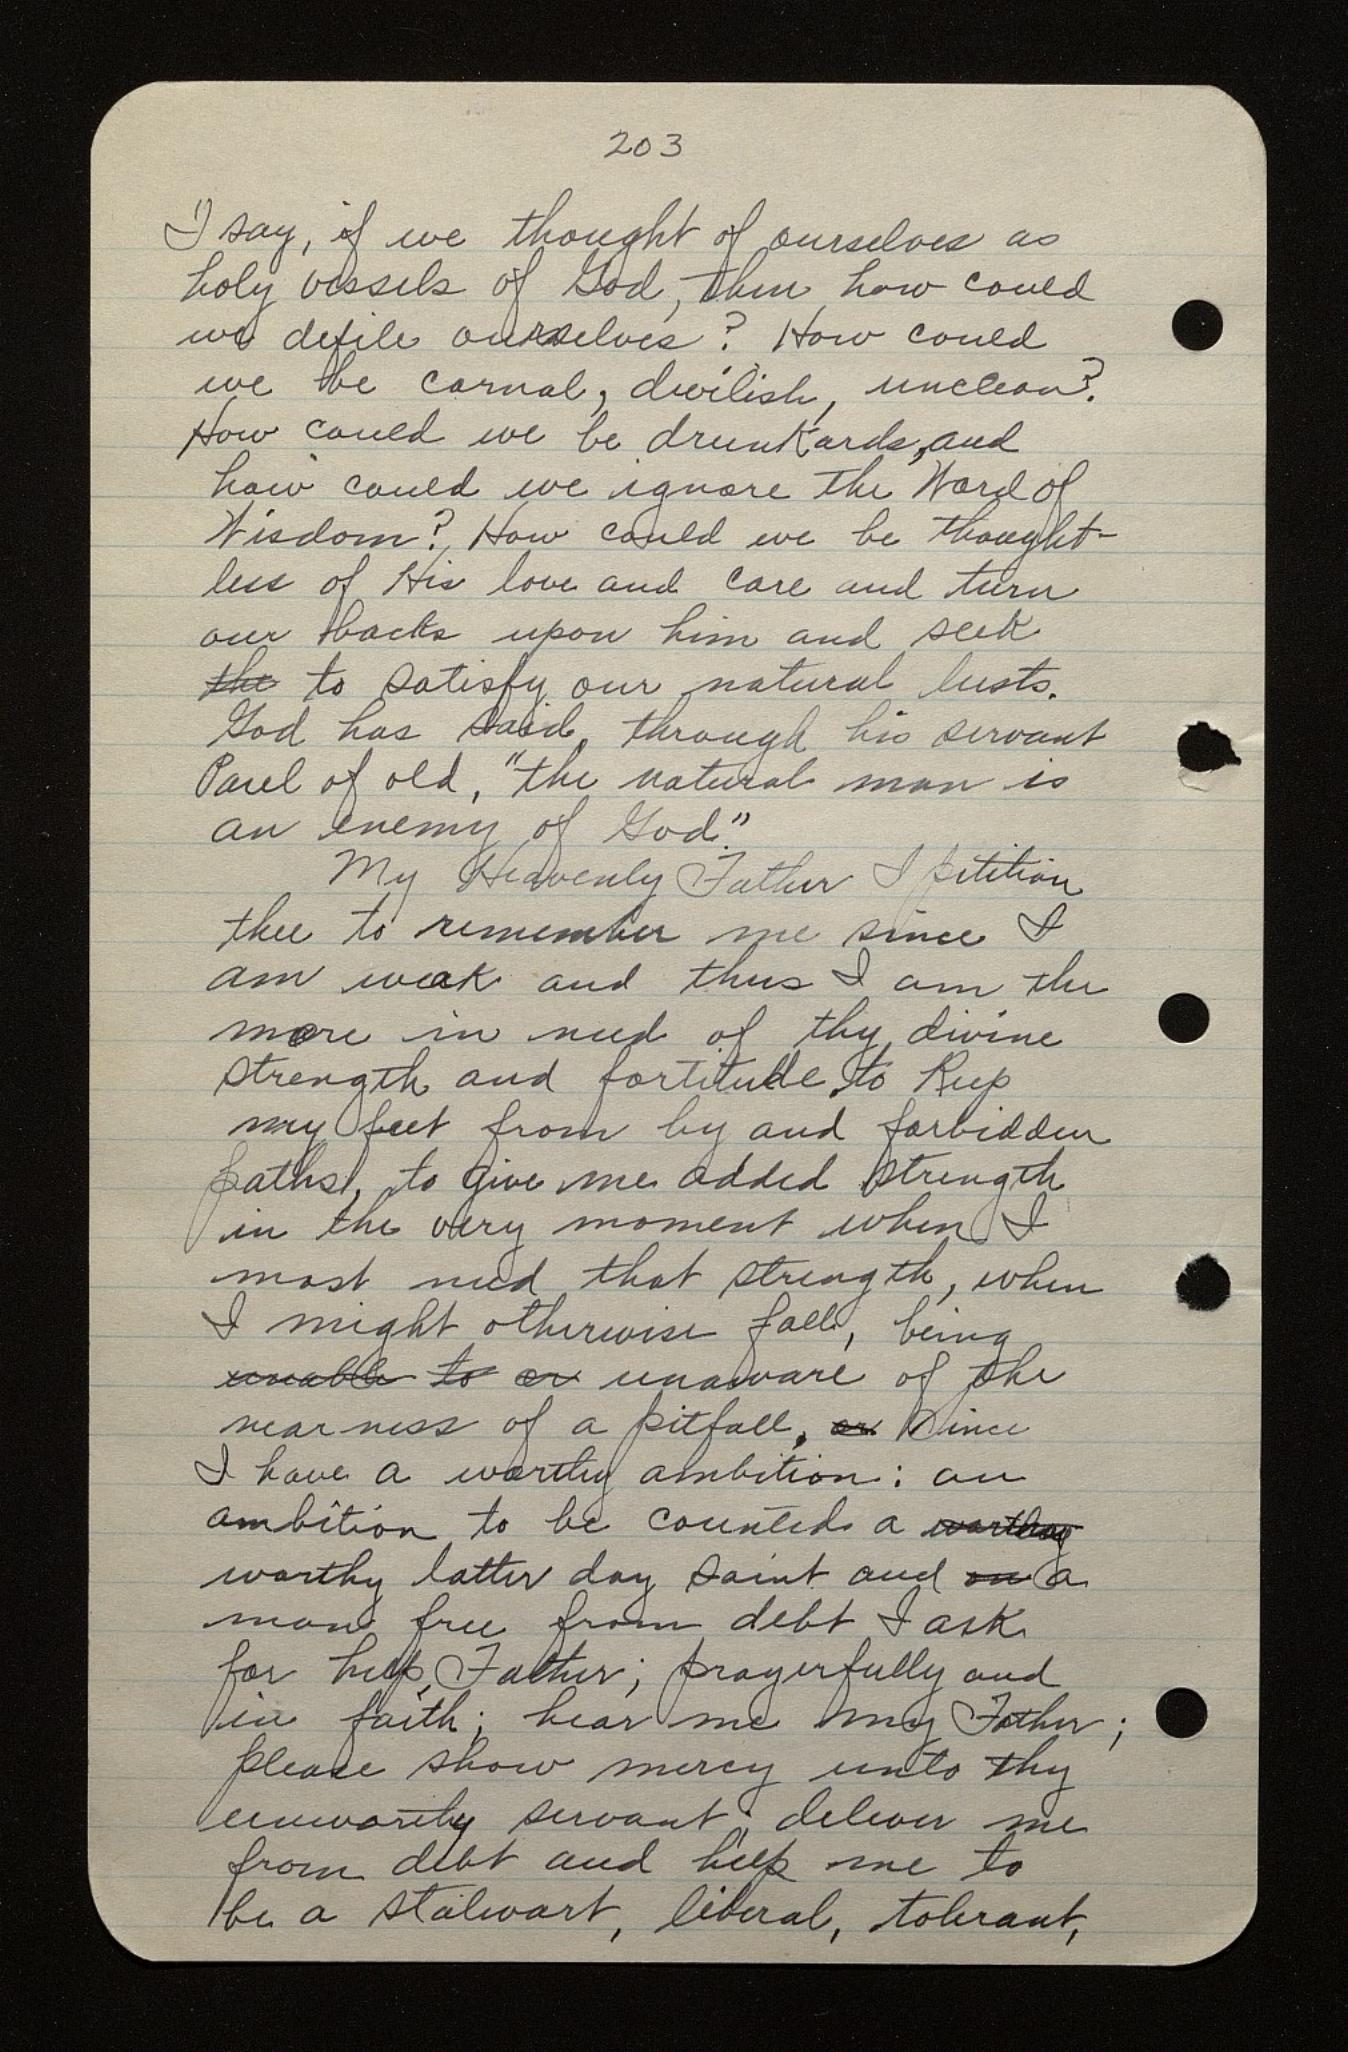 203
I say, if we thought of ourselves as
holy vessels of God, then how could
we defile ourselves? How could
we be carnal, devilish, unclean?
How could we be drunkards, and
how could we ignore the Word of
Wisdom? How could we be thought-
less of His love and care and turn
our backs upon him and seek
the to satisfy our natural lusts.
God has said, through his servant
Paul of old, "the natural man is
an enemy of God."
My Heavenly Father I petition
thee to remember me since I
am weak and thus I am the
more in need of thy divine
strength and fortitude, to keep
my feet from by and forbidden
paths, to give me added strength
in the very moment when I
most need that strength, when
I might otherwise fall, being
unable to or unaware of the
nearness of a pitfall, or since
I have a worthy ambition: an
ambition to be counted a worthy
worthy latter day saint and an a
man free from debt I ask
for help, Father; prayerfully and
in faith; hear me my Father;
please show mercy unto thy
unworthy servant; deliver me
from debt and help me to
be a stalwart, liberal, tolerant,